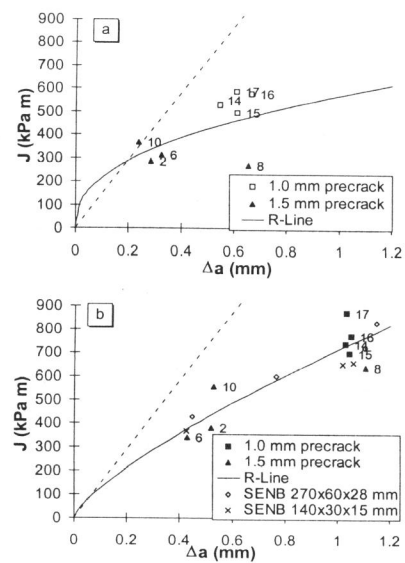 a
900
800
700
600
500
400
300
200
100
0
J (kPa m)
17
16
14
15
10
6
2
8
□ 1.0 mm precrack
▲ 1.5 mm precrack
R-Line
0 0.2 0.4 0.6 0.8 1 1.2
Δa (mm)
b
900
800
700
600
500
400
300
200
100
0
J (kPa m)
17
16
14
15
10
8
2
6
■ 1.0 mm precrack
▲ 1.5 mm precrack
R-Line
◇ SENB 270x60x28 mm
× SENB 140x30x15 mm
0 0.2 0.4 0.6 0.8 1 1.2
Δa (mm)